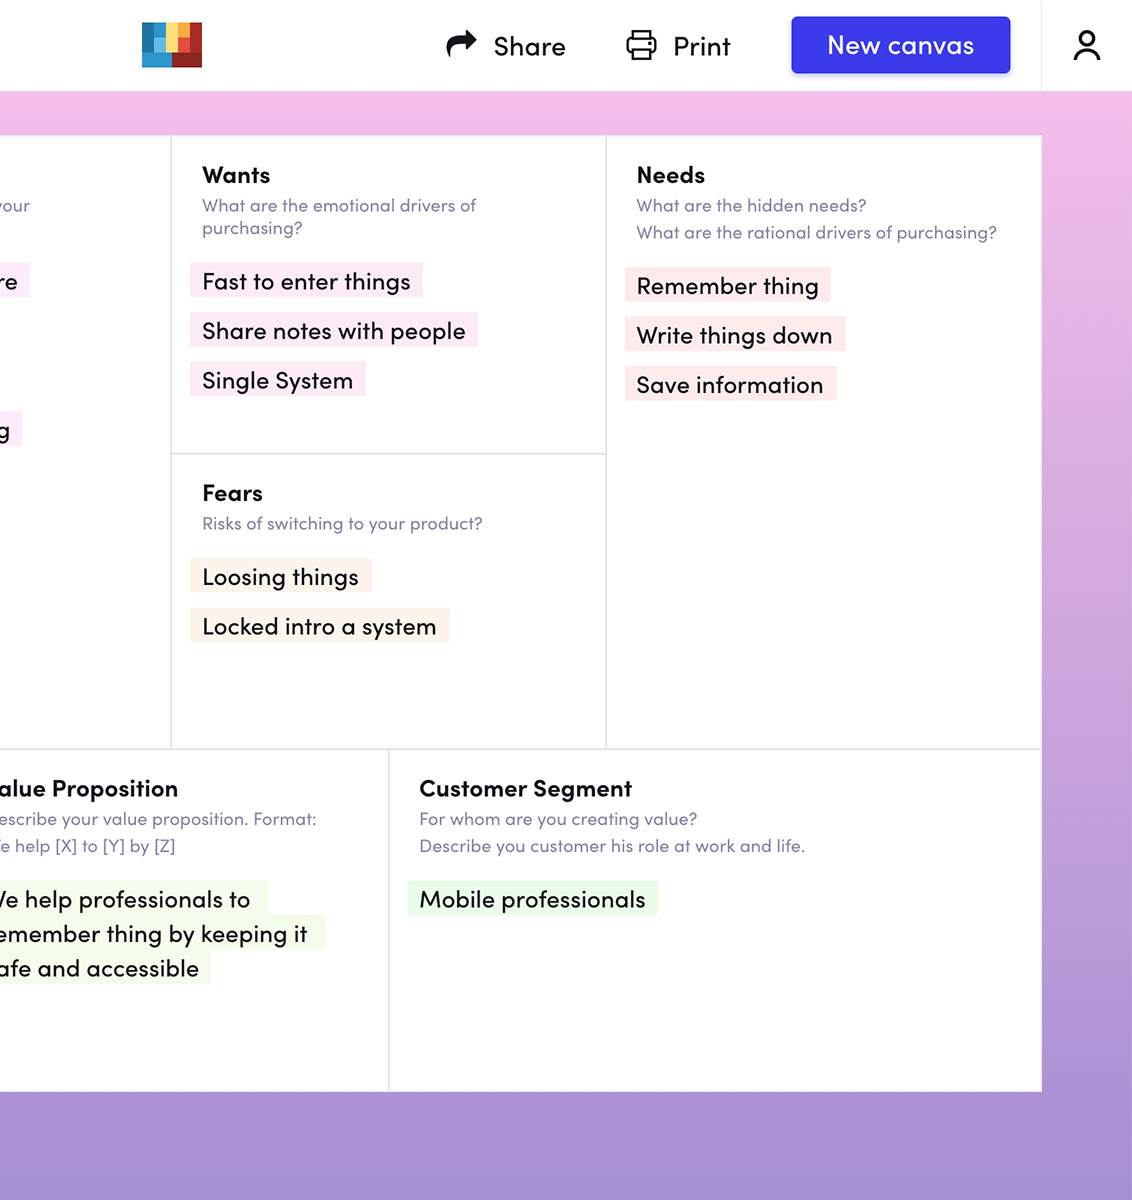 Share
Print
New canvas
your
re
g
Wants
What are the emotional drivers of
purchasing?
Fast to enter things
Share notes with people
Single System
Needs
What are the hidden needs?
What are the rational drivers of purchasing?
Remember thing
Write things down
Save information
Fears
Risks of switching to your product?
Loosing things
Locked intro a system
alue Proposition
escribe your value proposition. Format:
e help [X] to [Y] by [Z]
We help professionals to
emember thing by keeping it
afe and accessible
Customer Segment
For whom are you creating value?
Describe you customer his role at work and life.
Mobile professionals